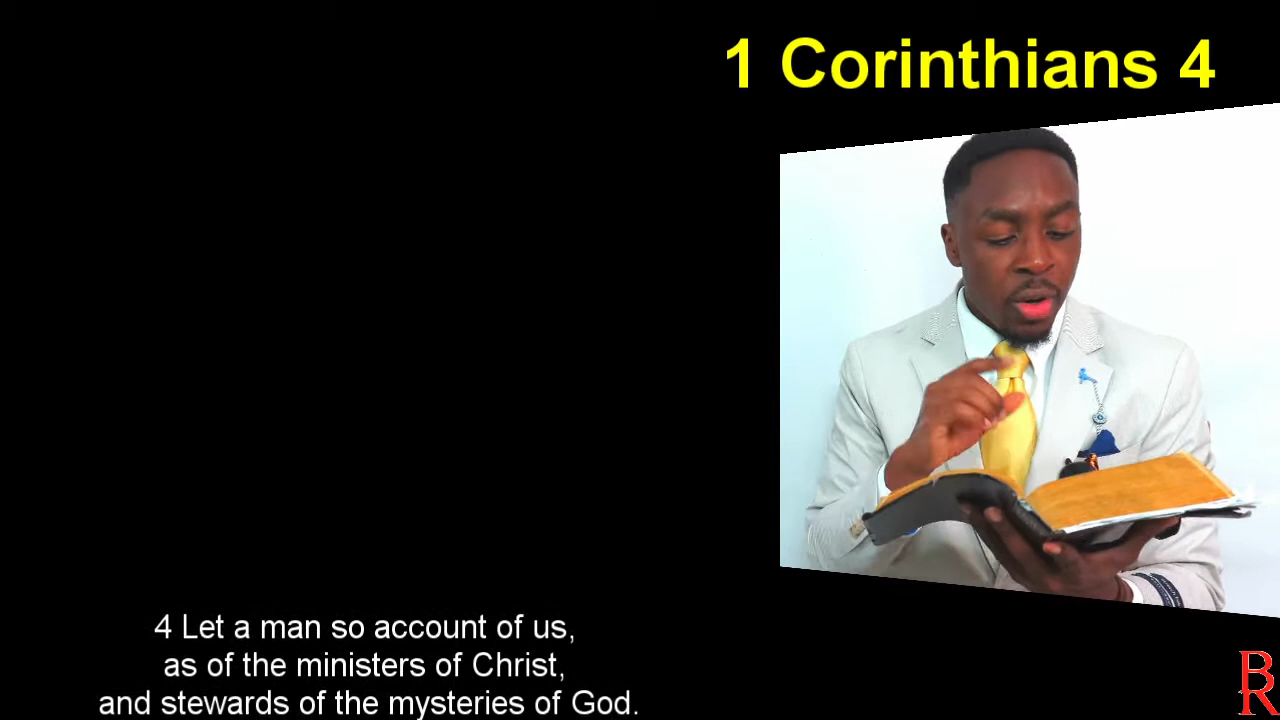 1 Corinthians 4
4 Let a man so account of us,
as of the ministers of Christ,
and stewards of the mysteries of God.
BR